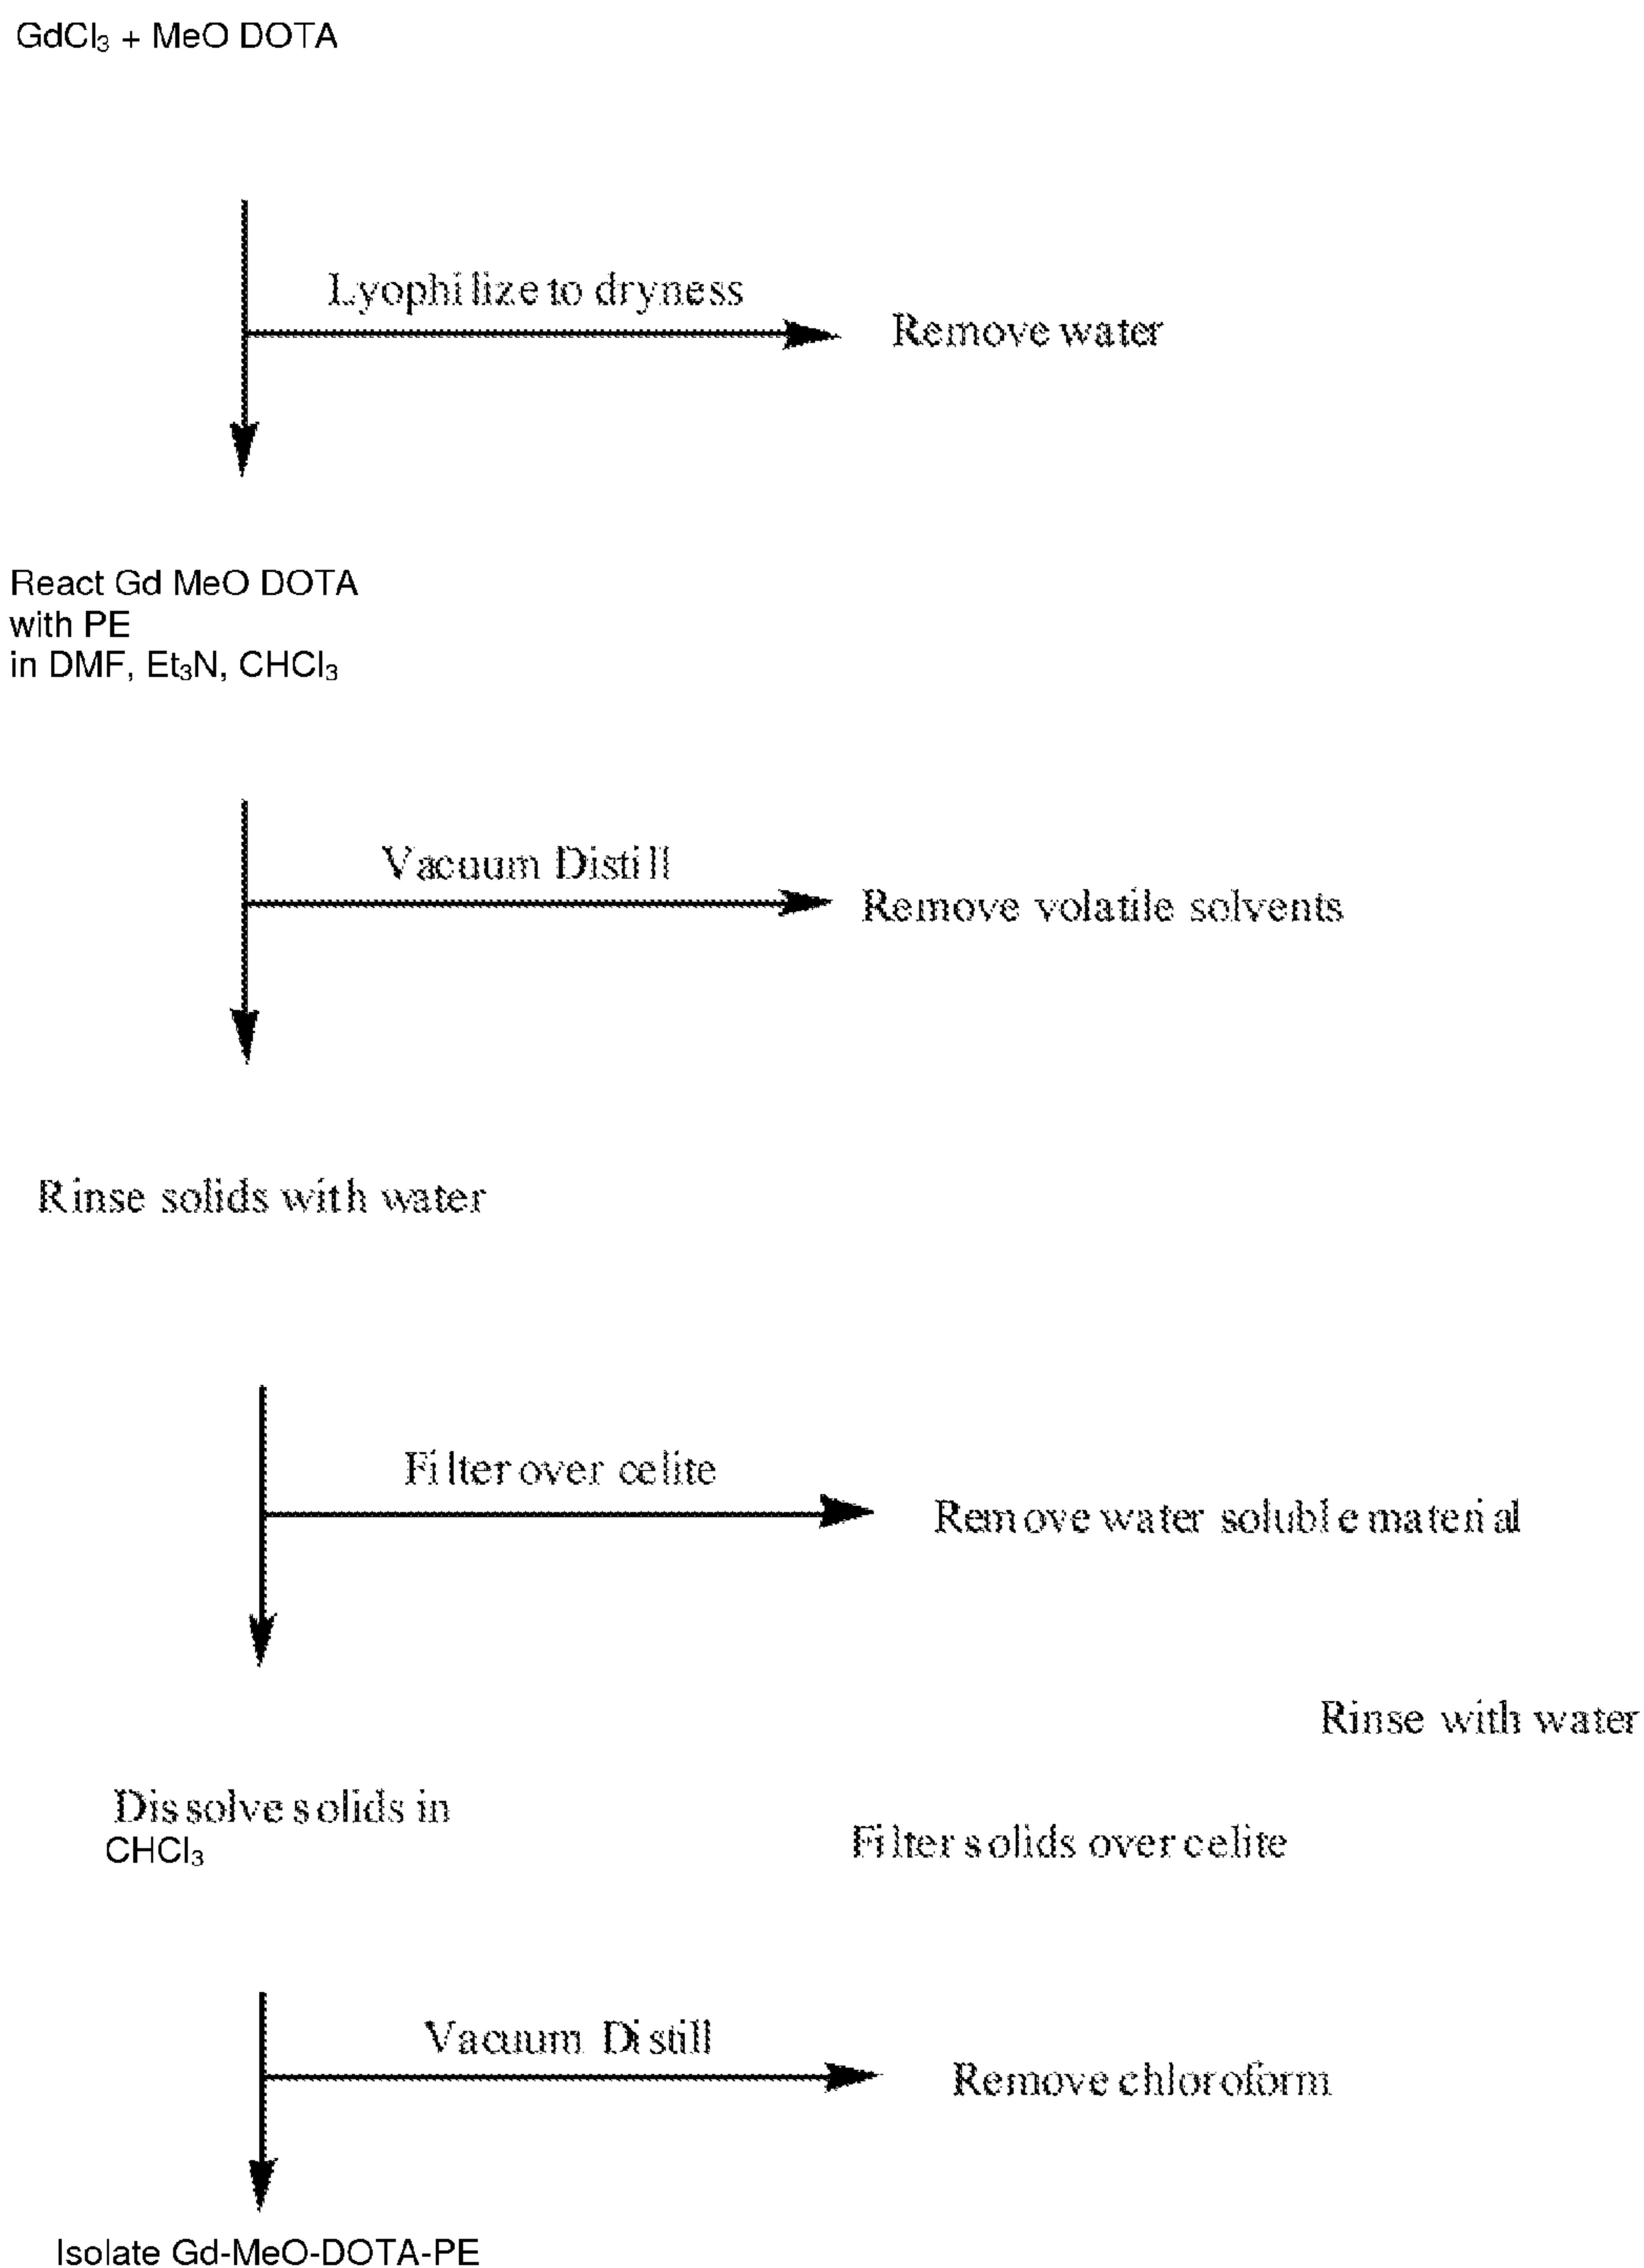 GdCl₃ + MeO DOTA
Lyophilize to dryness
Remove water
React Gd MeO DOTA
with PE
in DMF, Et₃N, CHCl₃
Vacuum Distill
Remove volatile solvents
Rinse solids with water
Filter over celite
Remove water soluble material
Rinse with water
Dissolve solids in
CHCl₃
Filter solids over celite
Vacuum Distill
Remove chloroform
Isolate Gd-MeO-DOTA-PE